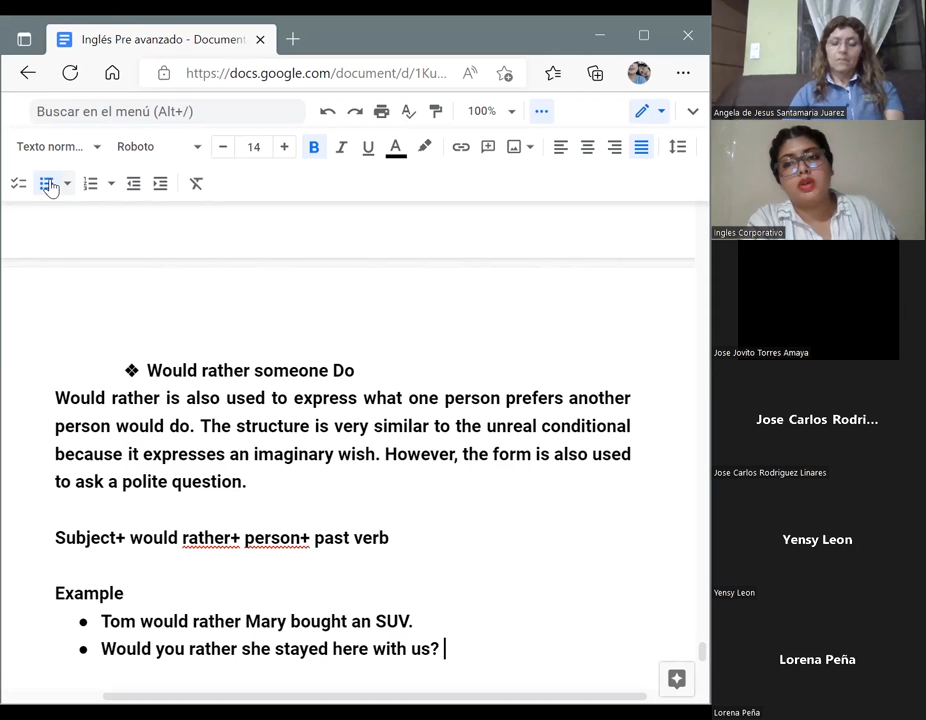 Inglés Pre avanzado - Document
https://docs.google.com/document/d/1Ku...
Buscar en el menú (Alt+/)
100%
Texto norm...
Roboto
14
Would rather someone Do
Would rather is also used to express what one person prefers another
person would do. The structure is very similar to the unreal conditional
because it expresses an imaginary wish. However, the form is also used
to ask a polite question.
Subject+ would rather+ person+ past verb
Example
Tom would rather Mary bought an SUV.
Would you rather she stayed here with us?
Angela de Jesus Santamaria Juarez
Ingles Corporativo
Jose Jovito Torres Amaya
Jose Carlos Rodri...
Jose Carlos Rodriguez Linares
Yensy Leon
Yensy Leon
Lorena Peña
Lorena Peña